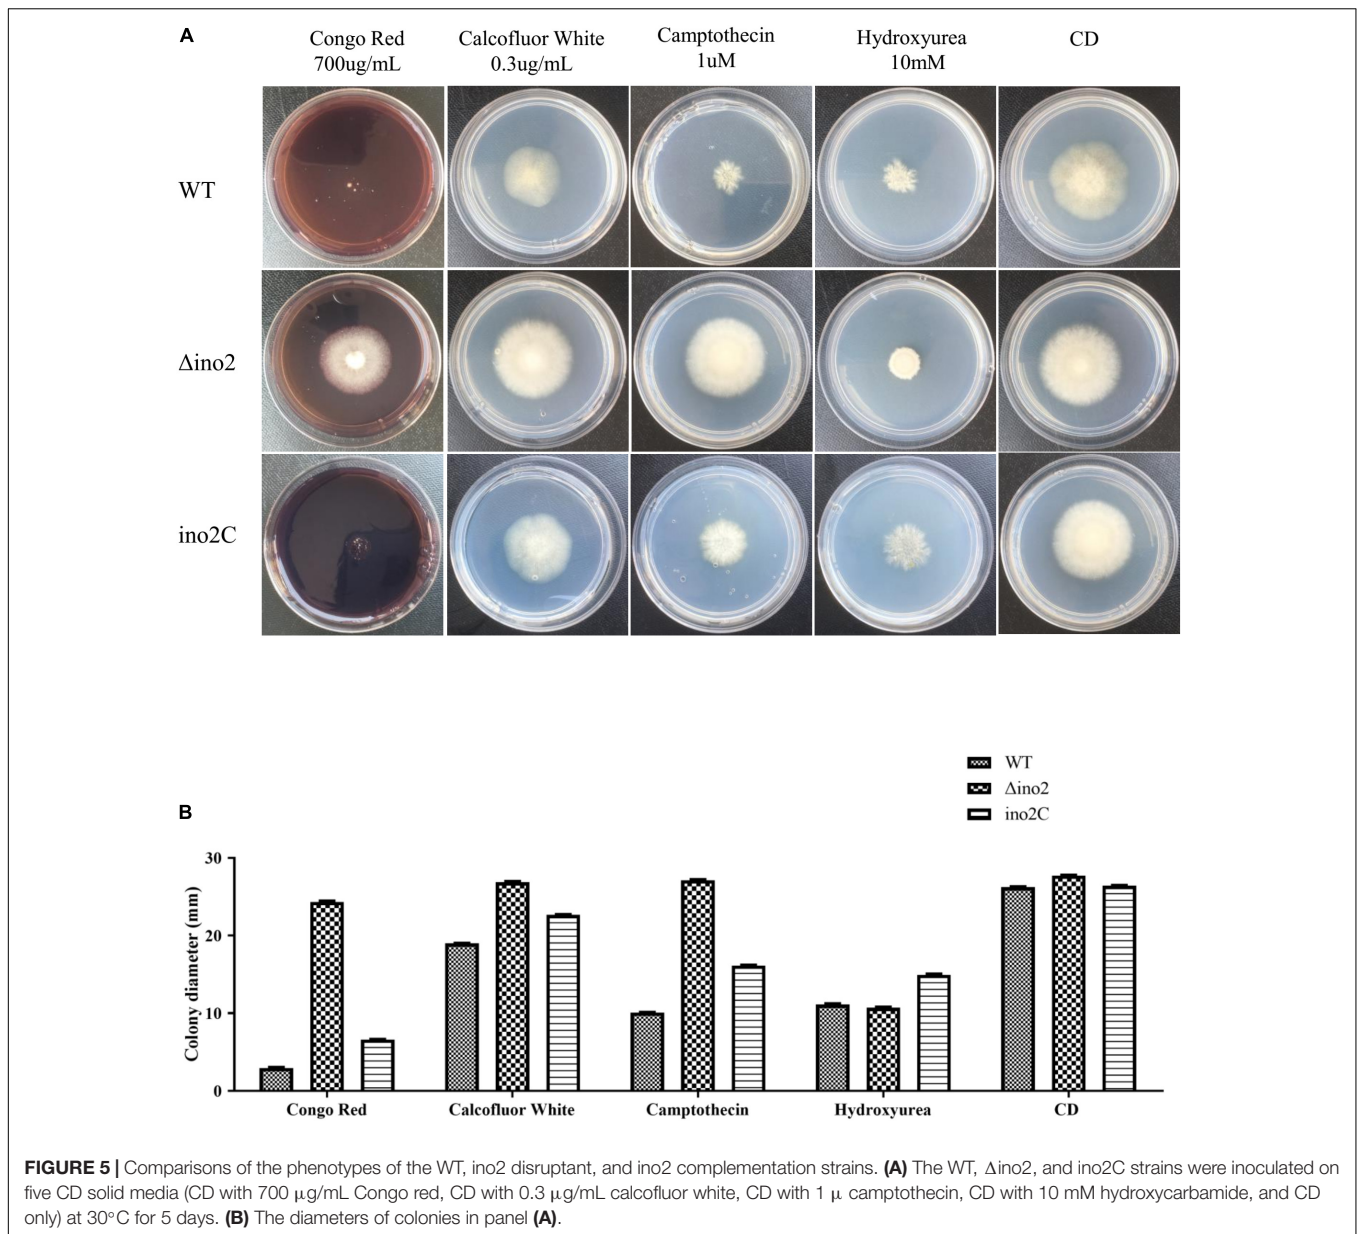 A
Congo Red
700ug/mL
Calcofluor White
0.3ug/mL
Camptothecin
1uM
Hydroxyurea
10mM
CD
WT
Δino2
ino2C
WT
Δino2
ino2C
B
30
20
10
0
Colony diameter (mm)
Congo Red
Calcofluor White
Camptothecin
Hydroxyurea
CD
FIGURE 5 | Comparisons of the phenotypes of the WT, ino2 disruptant, and ino2 complementation strains. (A) The WT, Δino2, and ino2C strains were inoculated on
five CD solid media (CD with 700 μg/mL Congo red, CD with 0.3 μg/mL calcofluor white, CD with 1 μ camptothecin, CD with 10 mM hydroxycarbamide, and CD
only) at 30°C for 5 days. (B) The diameters of colonies in panel (A).